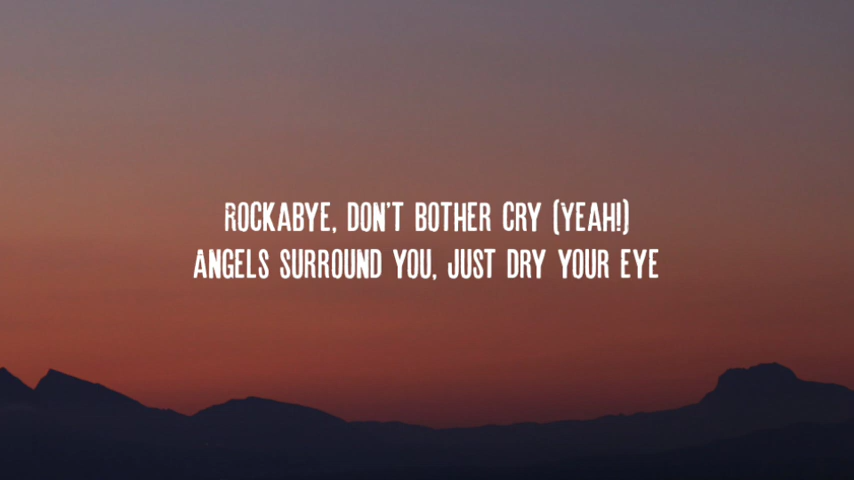 ROCKABYE, DON'T BOTHER CRY (YEAH!)
ANGELS SURROUND YOU, JUST DRY YOUR EYE